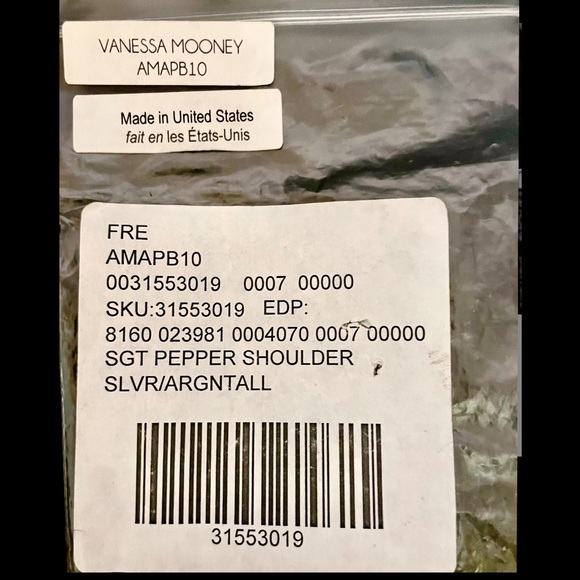 VANESSA MOONEY
AMAPB10
Made in United States
fait en les États-Unis
FRE
AMAPB10
0031553019 0007 00000
SKU:31553019 EDP:
8160 023981 0004070 0007 00000
SGT PEPPER SHOULDER
SLVR/ARGNTALL
31553019